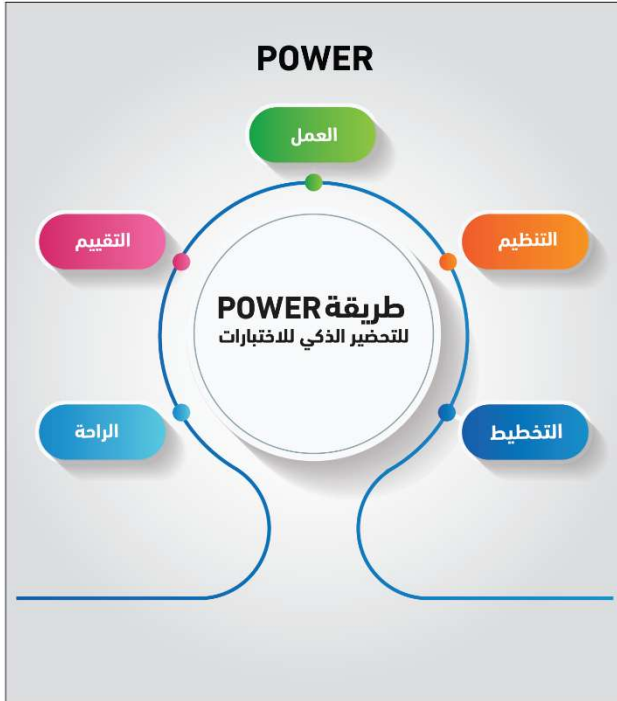 POWER
العمل
التنظيم
التقييم
طريقة POWER
للتحضير الذكي للاختبارات
التخطيط
الراحة